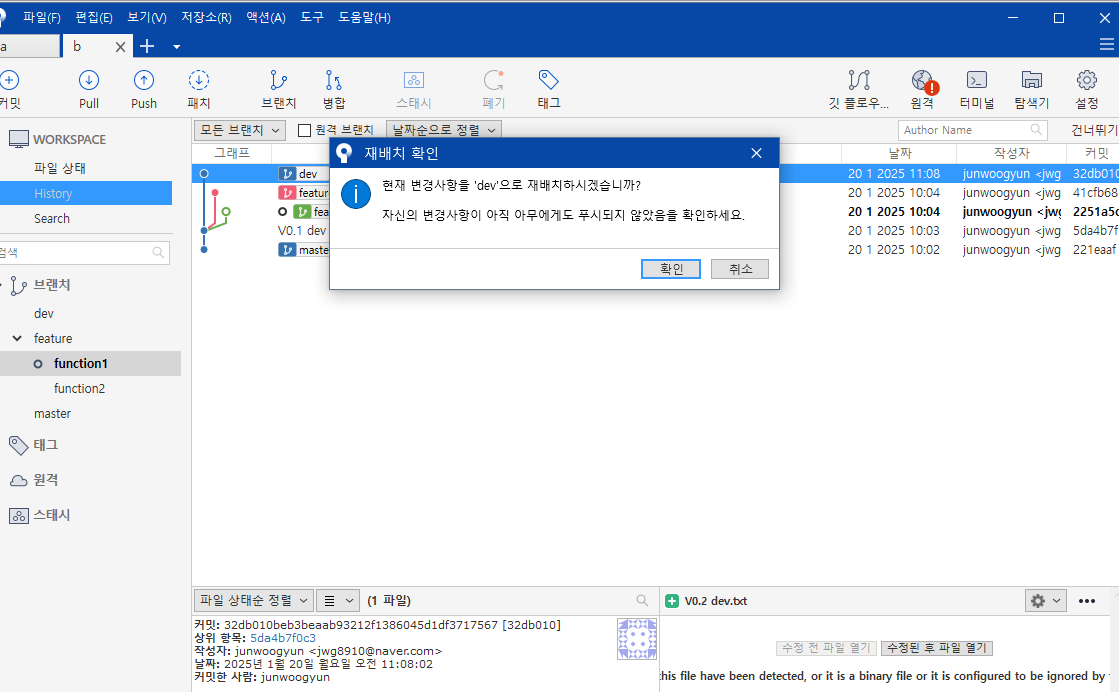 파일(F) 편집(E) 보기(V) 저장소(R) 액션(A) 도구 도움말(H)
a b
커밋 Pull Push 패치 브랜치 병합 스태시 폐기 태그 깃 플로우... 원격 터미널 탐색기 설정
WORKSPACE
파일 상태
History
Search
검색
브랜치
dev
feature
function1
function2
master
태그
원격
스태시
모든 브랜치 원격 브랜치 날짜순으로 정렬 Author Name 건너뛰기
그래프 날짜 작성자 커밋
dev 20 1 2025 11:08 junwoogyun <jwg 32db010
featur 20 1 2025 10:04 junwoogyun <jwg 41cfb68
fea 20 1 2025 10:04 junwoogyun <jwg 2251a5c
V0.1 dev 20 1 2025 10:03 junwoogyun <jwg 5da4b7f
maste 20 1 2025 10:02 junwoogyun <jwg 221eaaf
재배치 확인
현재 변경사항을 'dev'으로 재배치하시겠습니까?
자신의 변경사항이 아직 아무에게도 푸시되지 않았음을 확인하세요.
확인 취소
파일 상태순 정렬 (1 파일)
커밋: 32db010beb3beaab93212f1386045d1df3717567 [32db010]
상위 항목: 5da4b7f0c3
작성자: junwoogyun <jwg8910@naver.com>
날짜: 2025년 1월 20일 월요일 오전 11:08:02
커밋한 사람: junwoogyun
V0.2 dev.txt
수정 전 파일 열기 수정된 후 파일 열기
this file have been detected, or it is a binary file or it is configured to be ignored by